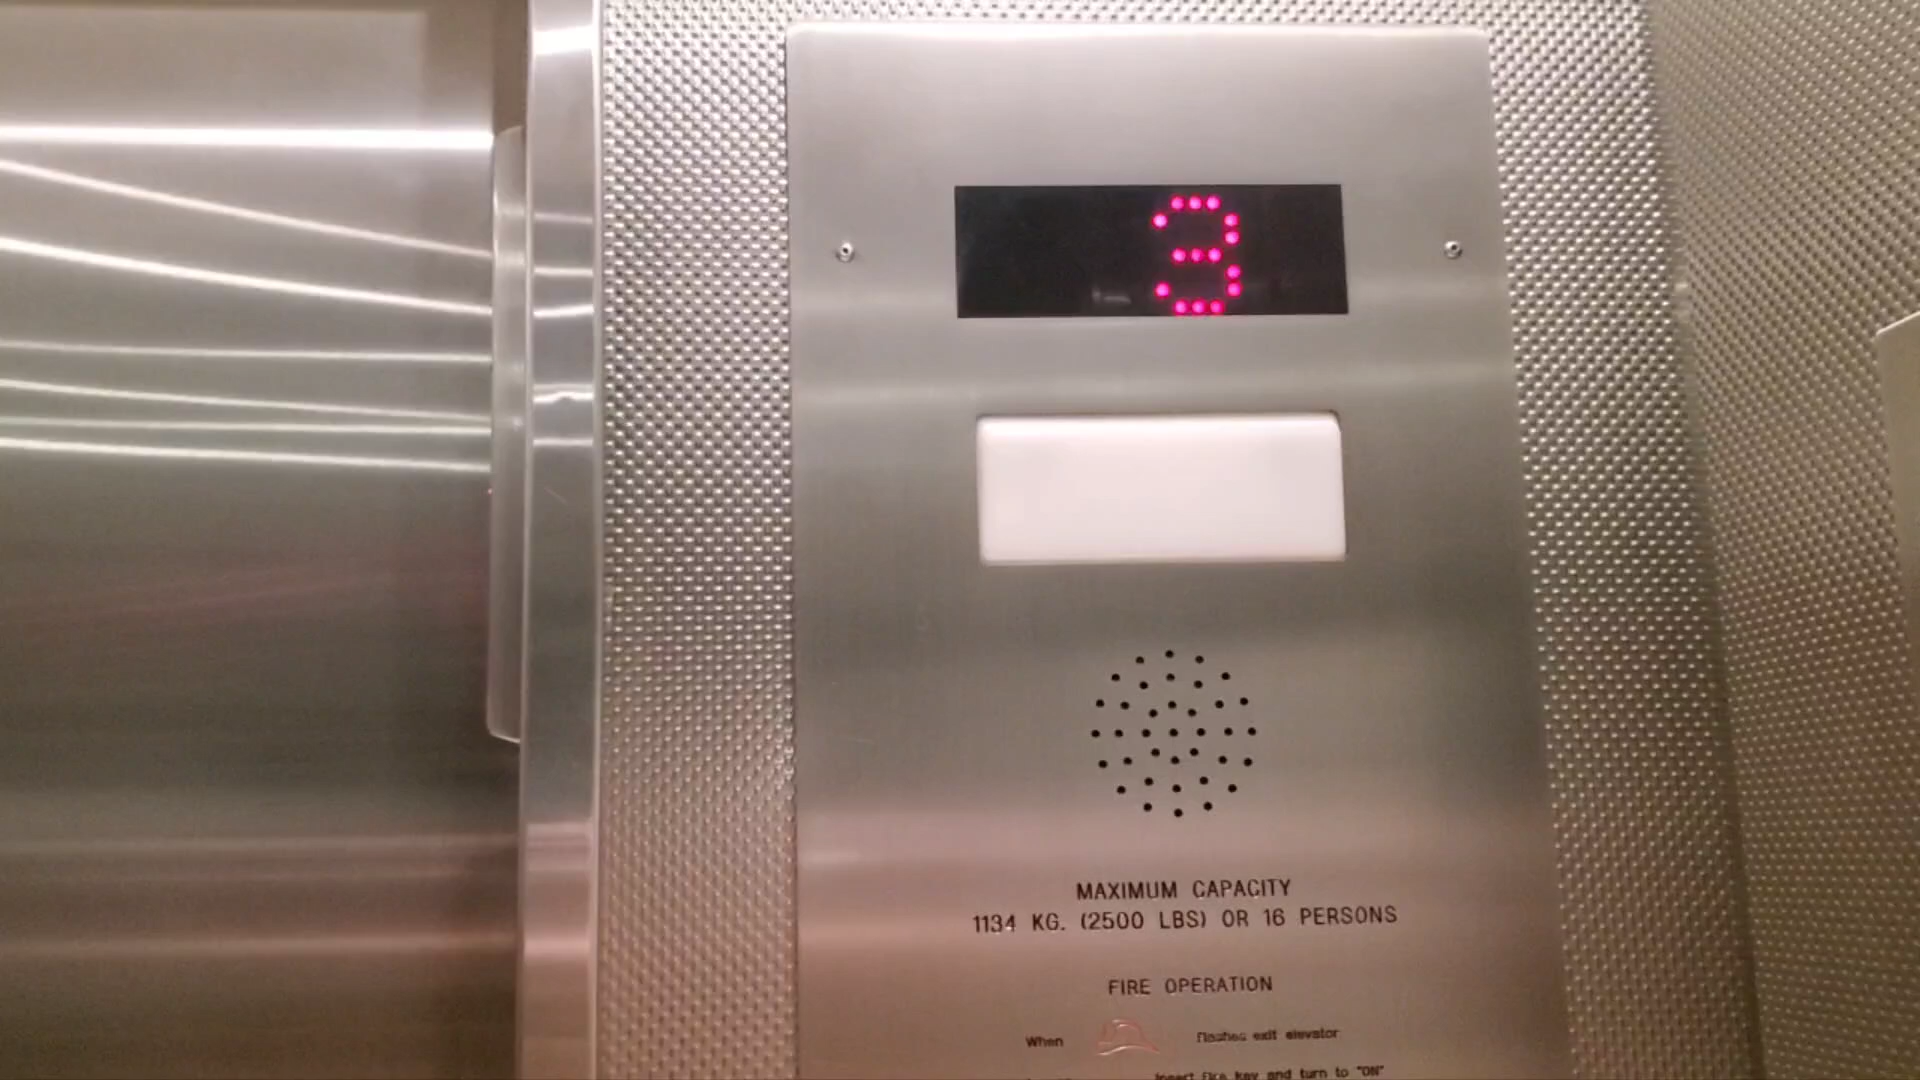 3
MAXIMUM CAPACITY
1134 KG. (2500 LBS) OR 16 PERSONS
FIRE OPERATION
When flashes exit elevator
Insert fire key and turn to "ON"